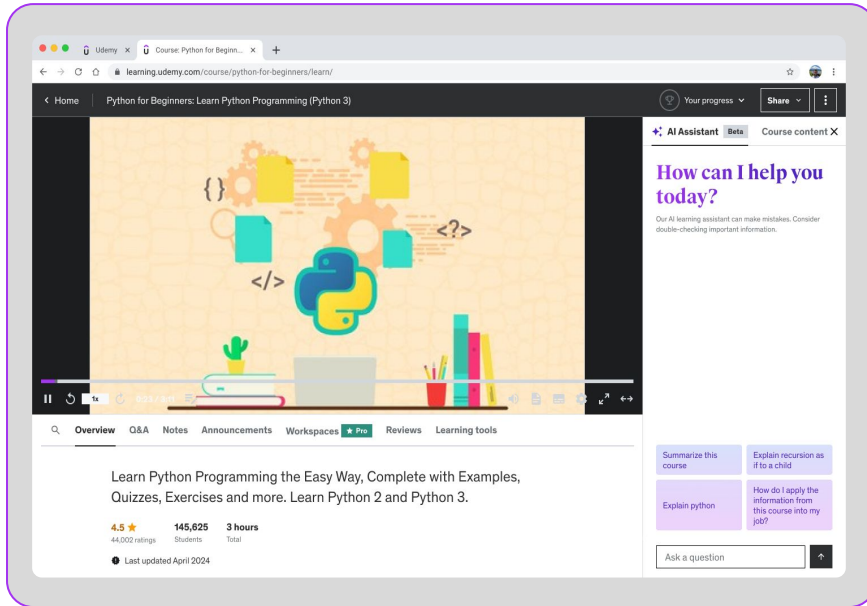 Udemy
Course: Python for Beginn...
learning.udemy.com/course/python-for-beginners/learn/
Home
Python for Beginners: Learn Python Programming (Python 3)
Your progress
Share
AI Assistant Beta
Course content
How can I help you
today?
Our AI learning assistant can make mistakes. Consider
double-checking important
information.
{}
<?>
</>
1x
Overview Q&A Notes Announcements Workspaces ★ Pro Reviews Learning tools
Learn Python Programming the Easy Way, Complete with Examples,
Quizzes, Exercises and more. Learn Python 2 and Python 3.
4.5 ★ 145,625 3 hours
44,002 ratings Students Total
Last updated April 2024
Summarize this
course
Explain recursion as
if to a child
Explain python
How do I apply the
information from
this course into my
job?
Ask a question